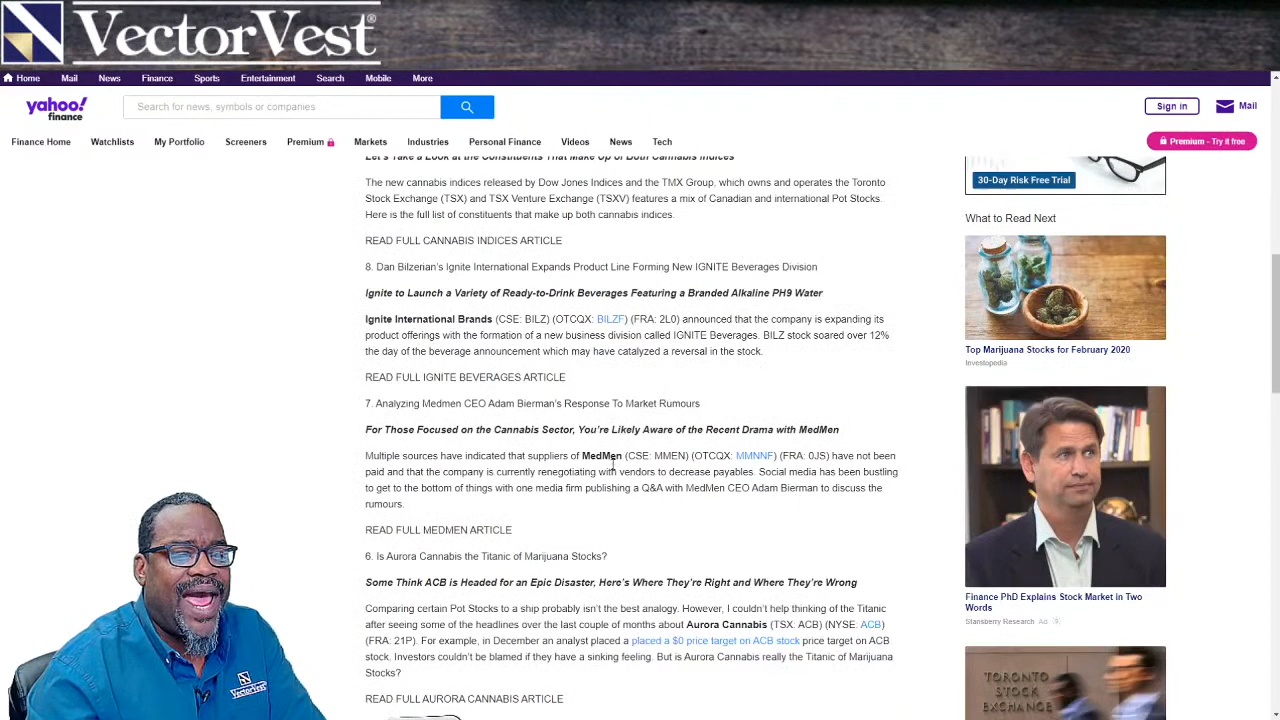 VectorVest®
Home Mail News Finance Sports Entertainment Search Mobile More
yahoo!
finance
Search for news, symbols or companies
Sign in Mail
Finance Home Watchlists My Portfolio Screeners Premium Markets Industries Personal Finance Videos News Tech
Premium - Try it free
Let's Take a Look at the Constituents That Make Up of Both Cannabis Indices
The new cannabis indices released by Dow Jones Indices and the TMX Group, which owns and operates the Toronto
Stock Exchange (TSX) and TSX Venture Exchange (TSXV) features a mix of Canadian and international Pot Stocks.
Here is the full list of constituents that make up both cannabis indices.
READ FULL CANNABIS INDICES ARTICLE
8. Dan Bilzerian's Ignite International Expands Product Line Forming New IGNITE Beverages Division
Ignite to Launch a Variety of Ready-to-Drink Beverages Featuring a Branded Alkaline PH9 Water
Ignite International Brands (CSE: BILZ) (OTCQX: BILZF) (FRA: 2L0) announced that the company is expanding its
product offerings with the formation of a new business division called IGNITE Beverages. BILZ stock soared over 12%
the day of the beverage announcement which may have catalyzed a reversal in the stock.
READ FULL IGNITE BEVERAGES ARTICLE
7. Analyzing Medmen CEO Adam Bierman's Response To Market Rumours
For Those Focused on the Cannabis Sector, You're Likely Aware of the Recent Drama with MedMen
Multiple sources have indicated that suppliers of MedMen (CSE: MMEN) (OTCQX: MMNNF) (FRA: 0JS) have not been
paid and that the company is currently renegotiating with vendors to decrease payables. Social media has been bustling
to get to the bottom of things with one media firm publishing a Q&A with MedMen CEO Adam Bierman to discuss the
rumours.
READ FULL MEDMEN ARTICLE
6. Is Aurora Cannabis the Titanic of Marijuana Stocks?
Some Think ACB is Headed for an Epic Disaster, Here's Where They're Right and Where They're Wrong
Comparing certain Pot Stocks to a ship probably isn't the best analogy. However, I couldn't help thinking of the Titanic
after seeing some of the headlines over the last couple of months about Aurora Cannabis (TSX: ACB) (NYSE: ACB)
(FRA: 21P). For example, in December an analyst placed a placed a $0 price target on ACB stock price target on ACB
stock. Investors couldn't be blamed if they have a sinking feeling. But is Aurora Cannabis really the Titanic of Marijuana
Stocks?
READ FULL AURORA CANNABIS ARTICLE
30-Day Risk Free Trial
What to Read Next
Top Marijuana Stocks for February 2020
Investopedia
Finance PhD Explains Stock Market in Two
Words
Stansberry Research Ad
TORONTO
STOCK
EXCHANGE
VectorVest